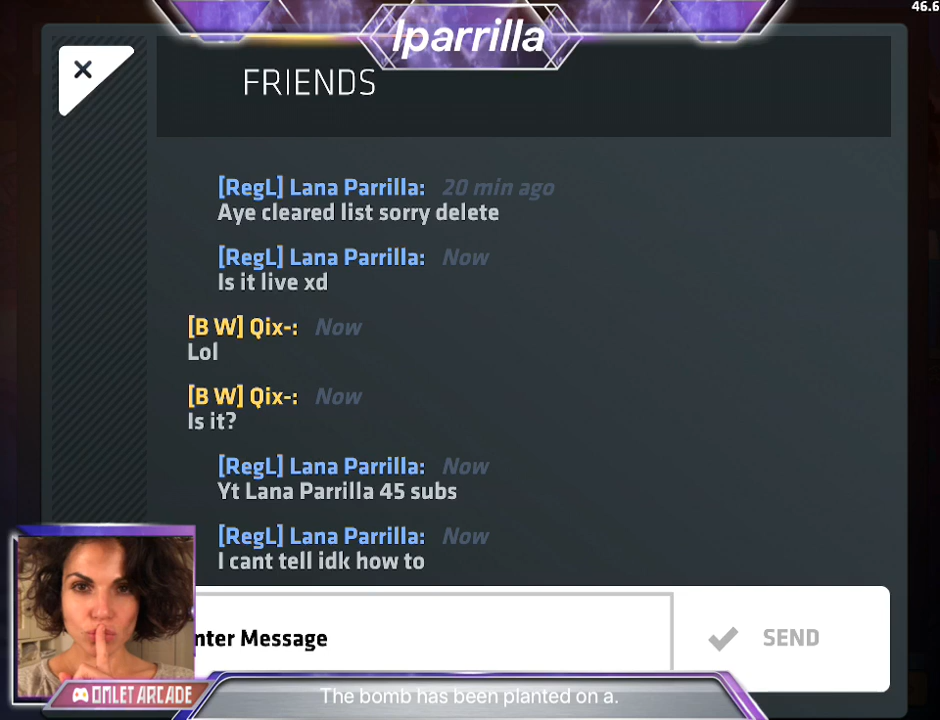 46.6
lparrilla
FRIENDS
[RegL] Lana Parrilla: 20 min ago
Aye cleared list sorry delete
[RegL] Lana Parrilla: Now
Is it live xd
[B W] Qix-: Now
Lol
[B W] Qix-: Now
Is it?
[RegL] Lana Parrilla: Now
Yt Lana Parrilla 45 subs
[RegL] Lana Parrilla: Now
I cant tell idk how to
nter Message
SEND
OMLET ARCADE
The bomb has been planted on a.